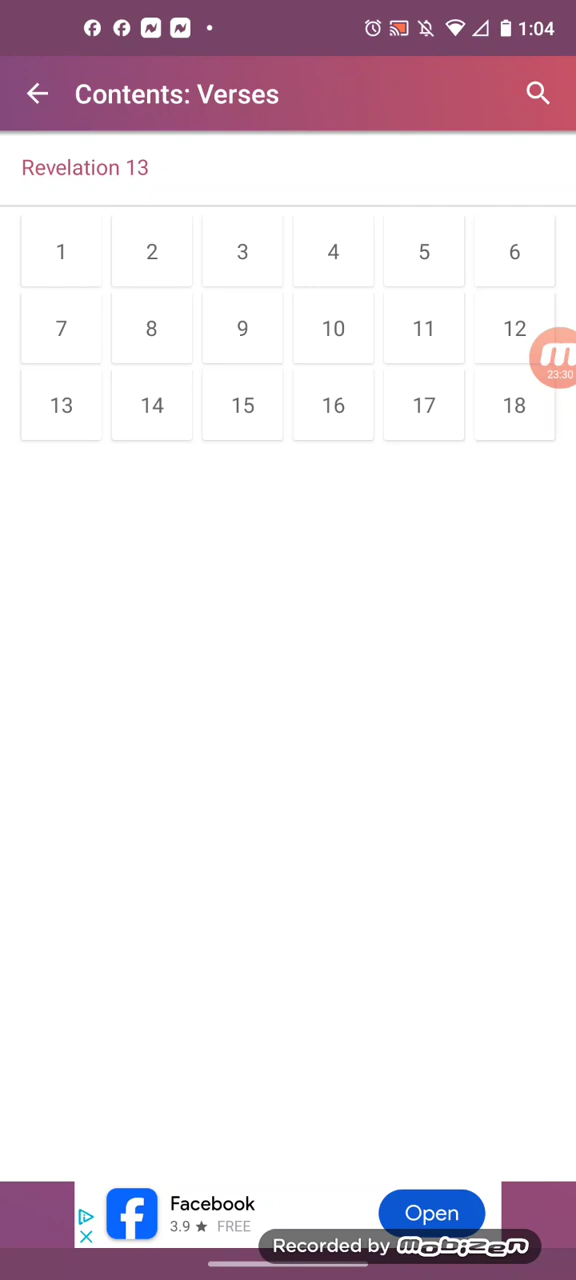 1:04
Contents: Verses
Revelation 13
1 2 3 4 5 6
7 8 9 10 11 12
13 14 15 16 17 18
m
23:30
Facebook
3.9 ★ FREE
Open
Recorded by mobizen